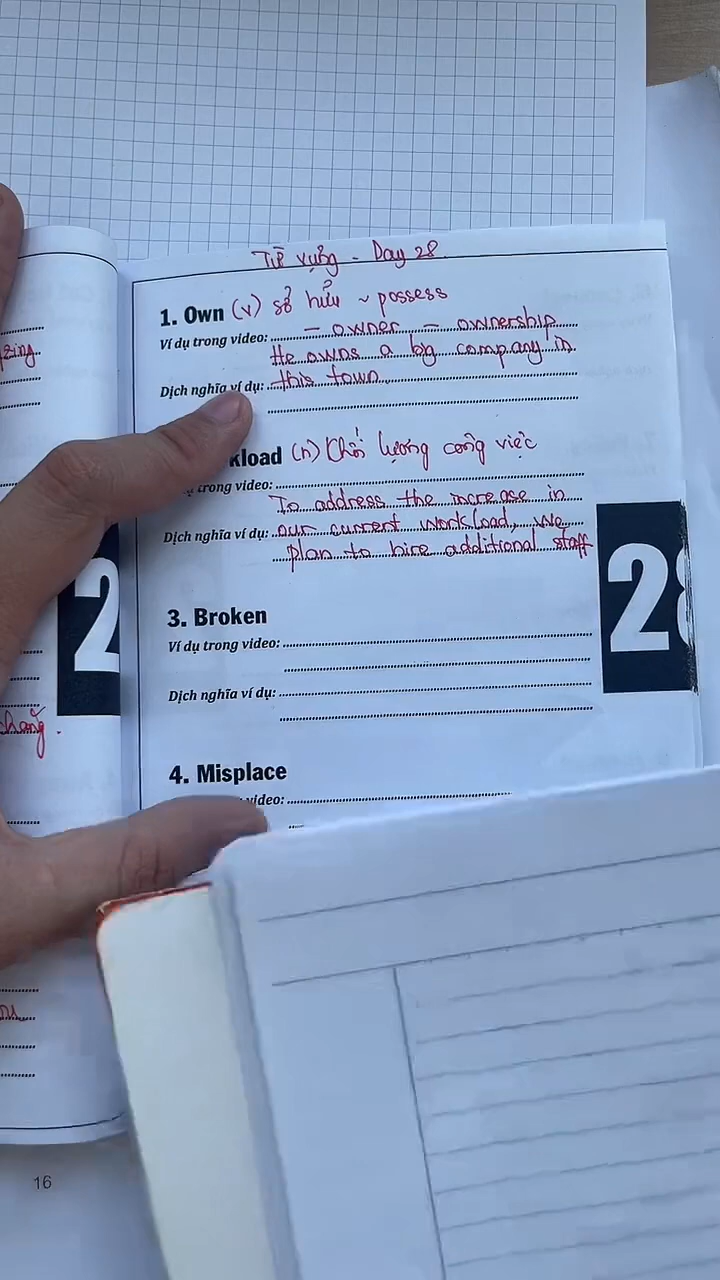 Từ vựng - Day 28
1. Own (v) sở hữu ~ possess
- owner - ownership
Ví dụ trong video:
He owns a big company in
Dịch nghĩa ví dụ: this town
kload (n) Khối lượng công việc
trong video:
To address the increase in
Dịch nghĩa ví dụ: our current workload, we
plan to hire additional staff
3. Broken
Ví dụ trong video:
Dịch nghĩa ví dụ:
4. Misplace
video:
28
2
zing
16